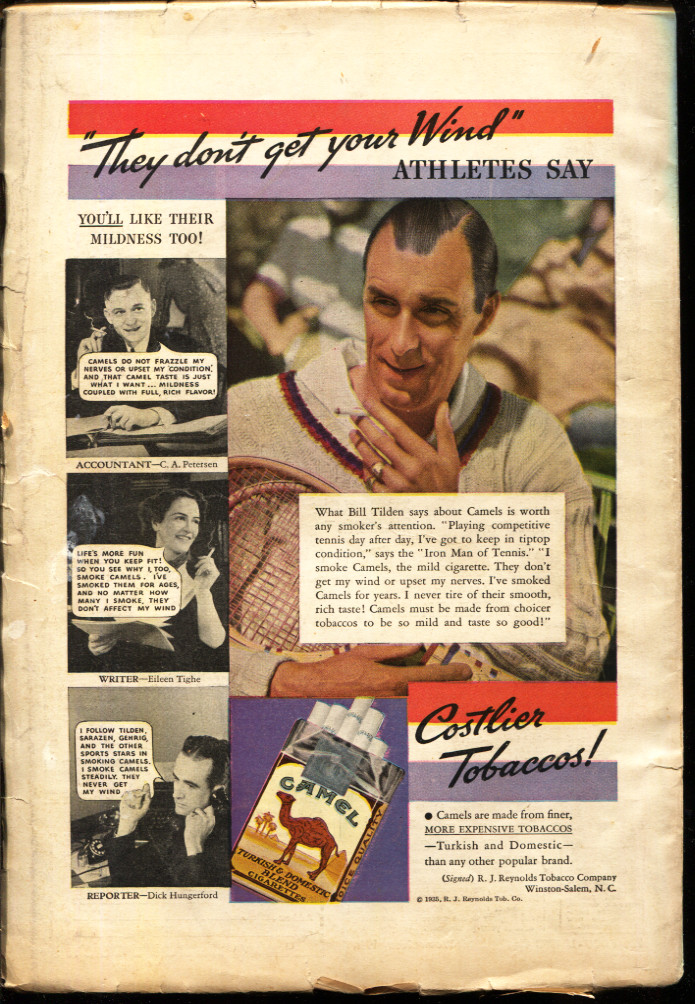 "They don't get your Wind"
ATHLETES SAY
YOU'LL LIKE THEIR
MILDNESS TOO!
CAMELS DO NOT FRAZZLE MY
NERVES OR UPSET MY 'CONDITION,'
AND THAT CAMEL TASTE IS JUST
WHAT I WANT... MILDNESS
COUPLED WITH FULL, RICH FLAVOR!
ACCOUNTANT—C. A. Petersen
LIFE'S MORE FUN
WHEN YOU KEEP FIT!
SO YOU SEE WHY I, TOO,
SMOKE CAMELS. I'VE
SMOKED THEM FOR AGES,
AND NO MATTER HOW
MANY I SMOKE, THEY
DON'T AFFECT MY WIND
WRITER—Eileen Tighe
I FOLLOW TILDEN,
SARAZEN, GEHRIG,
AND THE OTHER
SPORTS STARS IN
SMOKING CAMELS.
I SMOKE CAMELS
STEADILY. THEY
NEVER GET
MY WIND
REPORTER—Dick Hungerford
What Bill Tilden says about Camels is worth
any smoker's attention. "Playing competitive
tennis day after day, I've got to keep in tiptop
condition," says the "Iron Man of Tennis." "I
smoke Camels, the mild cigarette. They don't
get my wind or upset my nerves. I've smoked
Camels for years. I never tire of their smooth,
rich taste! Camels must be made from choicer
tobaccos to be so mild and taste so good!"
CAMEL
TURKISH & DOMESTIC
BLEND
CIGARETTES
QUALITY
Costlier
Tobaccos!
● Camels are made from finer,
MORE EXPENSIVE TOBACCOS
—Turkish and Domestic—
than any other popular brand.
(Signed) R. J. Reynolds Tobacco Company
Winston-Salem, N. C.
© 1935, R. J. Reynolds Tob. Co.